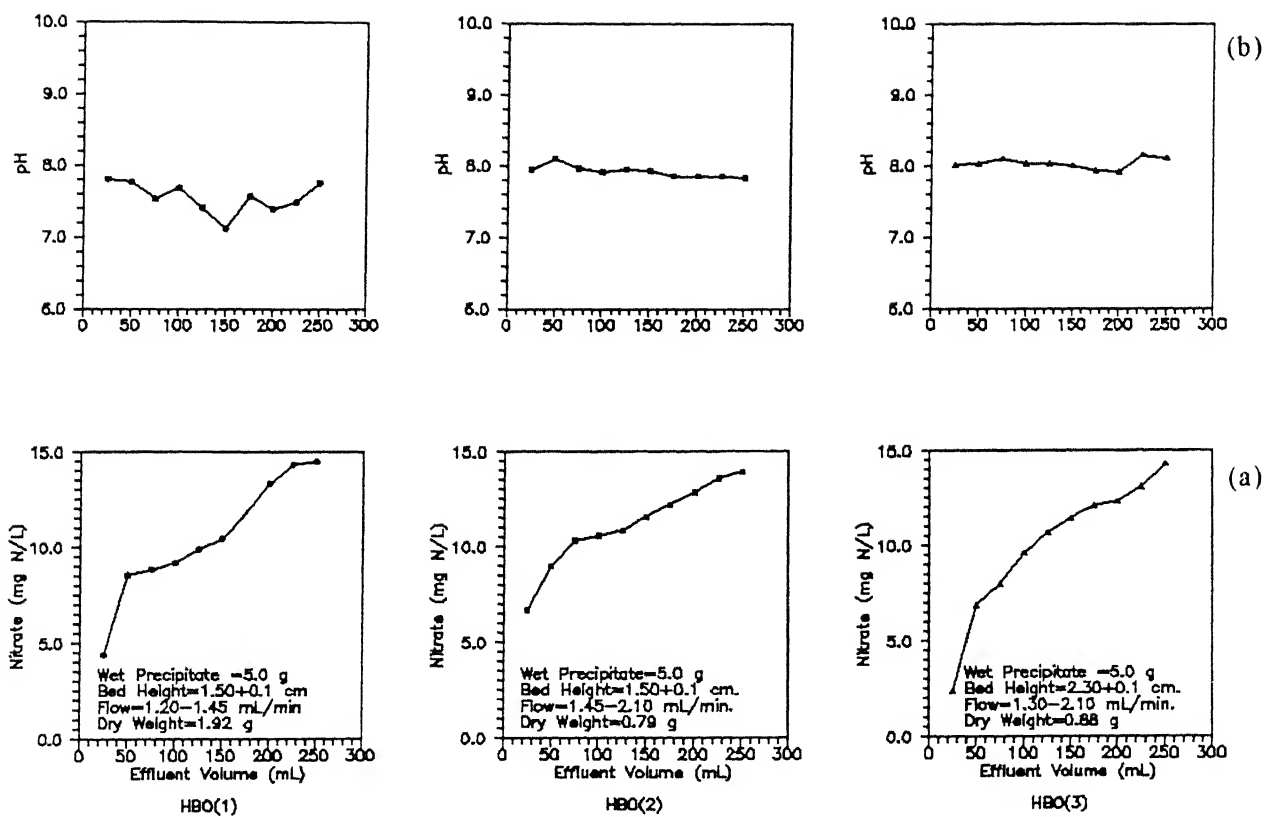 10.0
9.0
8.0
7.0
6.0
pH
0 50 100 150 200 250 300
10.0
9.0
8.0
7.0
6.0
pH
0 50 100 150 200 250 300
10.0
9.0
8.0
7.0
6.0
pH
0 50 100 150 200 250 300
(b)
15.0
10.0
5.0
0.0
Nitrate (mg N/L)
Wet Precipitate =5.0 g
Bed Height=1.50+0.1 cm
Flow=1.20-1.45 mL/min
Dry Weight=1.92 g
0 50 100 150 200 250 300
Effluent Volume (mL)
HBO(1)
15.0
10.0
5.0
0.0
Nitrate (mg N/L)
Wet Precipitate=5.0 g
Bed Height=1.50+0.1 cm.
Flow=1.45-2.10 mL/min.
Dry Weight=0.79 g
0 50 100 150 200 250 300
Effluent Volume (mL)
HBO(2)
15.0
10.0
5.0
0.0
Nitrate (mg N/L)
Wet Precipitate=5.0 g
Bed Height=2.30+0.1 cm.
Flow=1.30-2.10 mL/min.
Dry Weight=0.88 g
0 50 100 150 200 250 300
Effluent Volume (mL)
HBO(3)
(a)